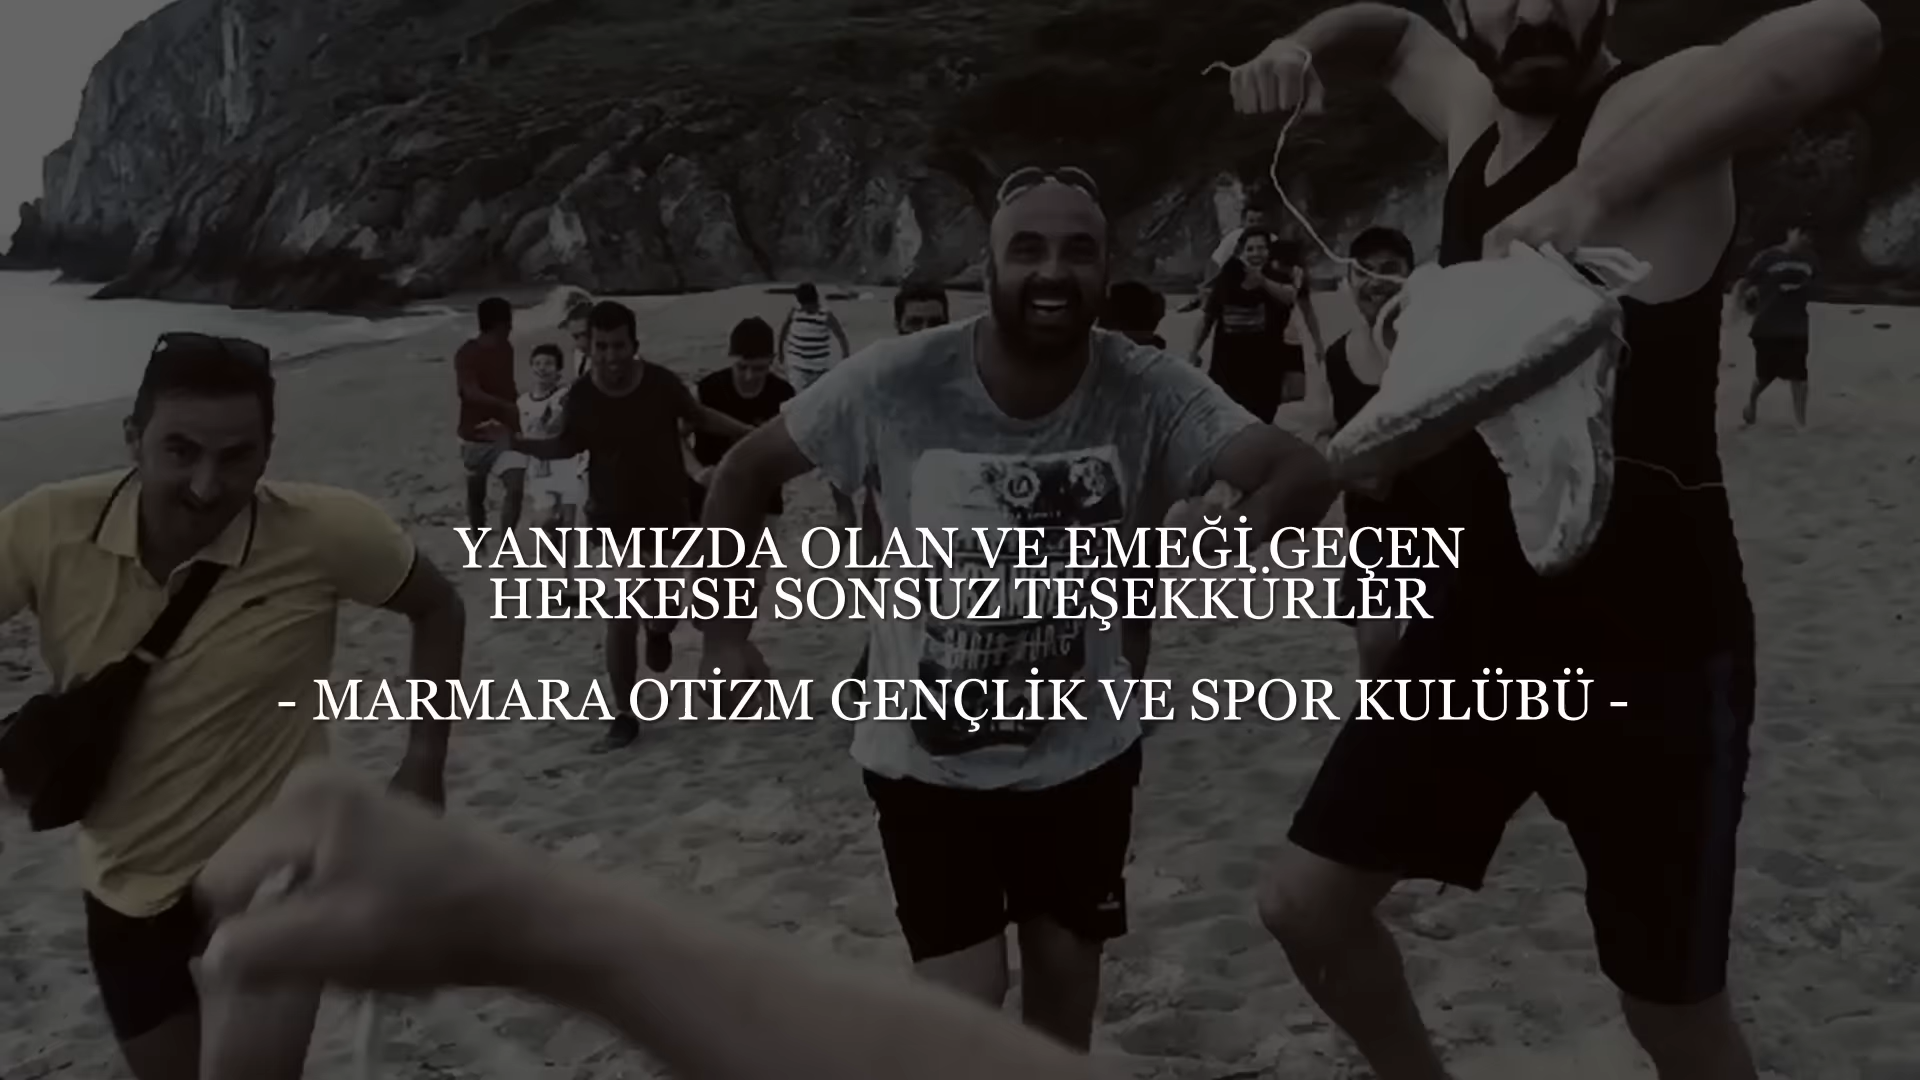 YANIMIZDA OLAN VE EMEĞİ GEÇEN
HERKESE SONSUZ TEŞEKKÜRLER
- MARMARA OTİZM GENÇLİK VE SPOR KULÜBÜ -